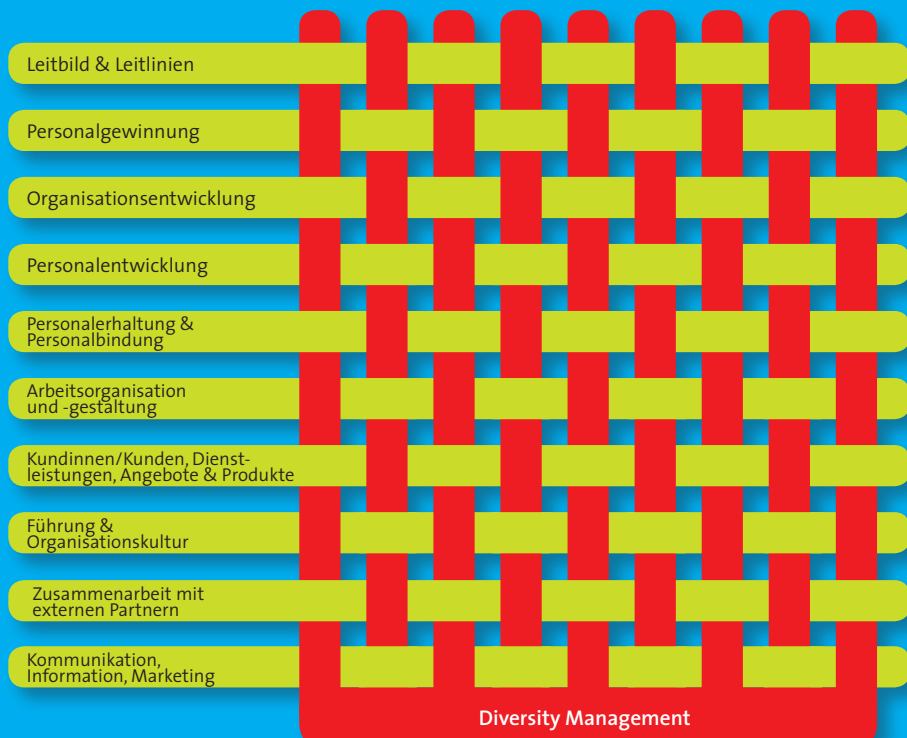 Leitbild & Leitlinien
Personalgewinnung
Organisationsentwicklung
Personalentwicklung
Personalerhaltung &
Personalbindung
Arbeitsorganisation
und -gestaltung
Kundinnen/Kunden, Dienst-
leistungen, Angebote & Produkte
Führung &
Organisationskultur
Zusammenarbeit mit
externen Partnern
Kommunikation,
Information, Marketing
Diversity Management